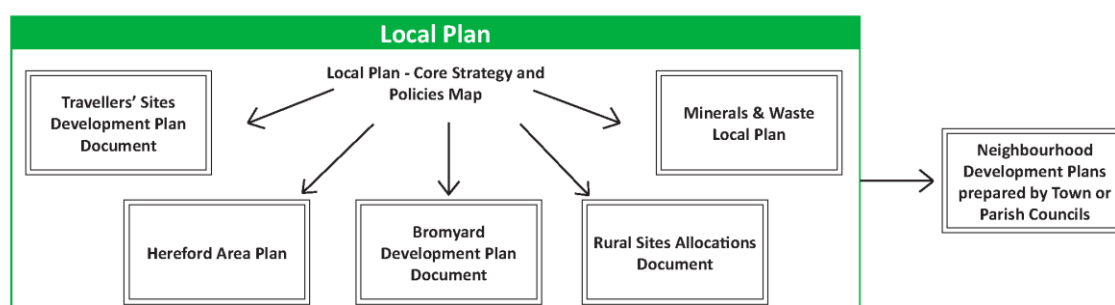 Local Plan
Local Plan - Core Strategy and
Policies Map
Travellers’ Sites
Development Plan
Document
Minerals & Waste
Local Plan
Hereford Area Plan
Bromyard
Development Plan
Document
Rural Sites Allocations
Document
Neighbourhood
Development Plans
prepared by Town or
Parish Councils